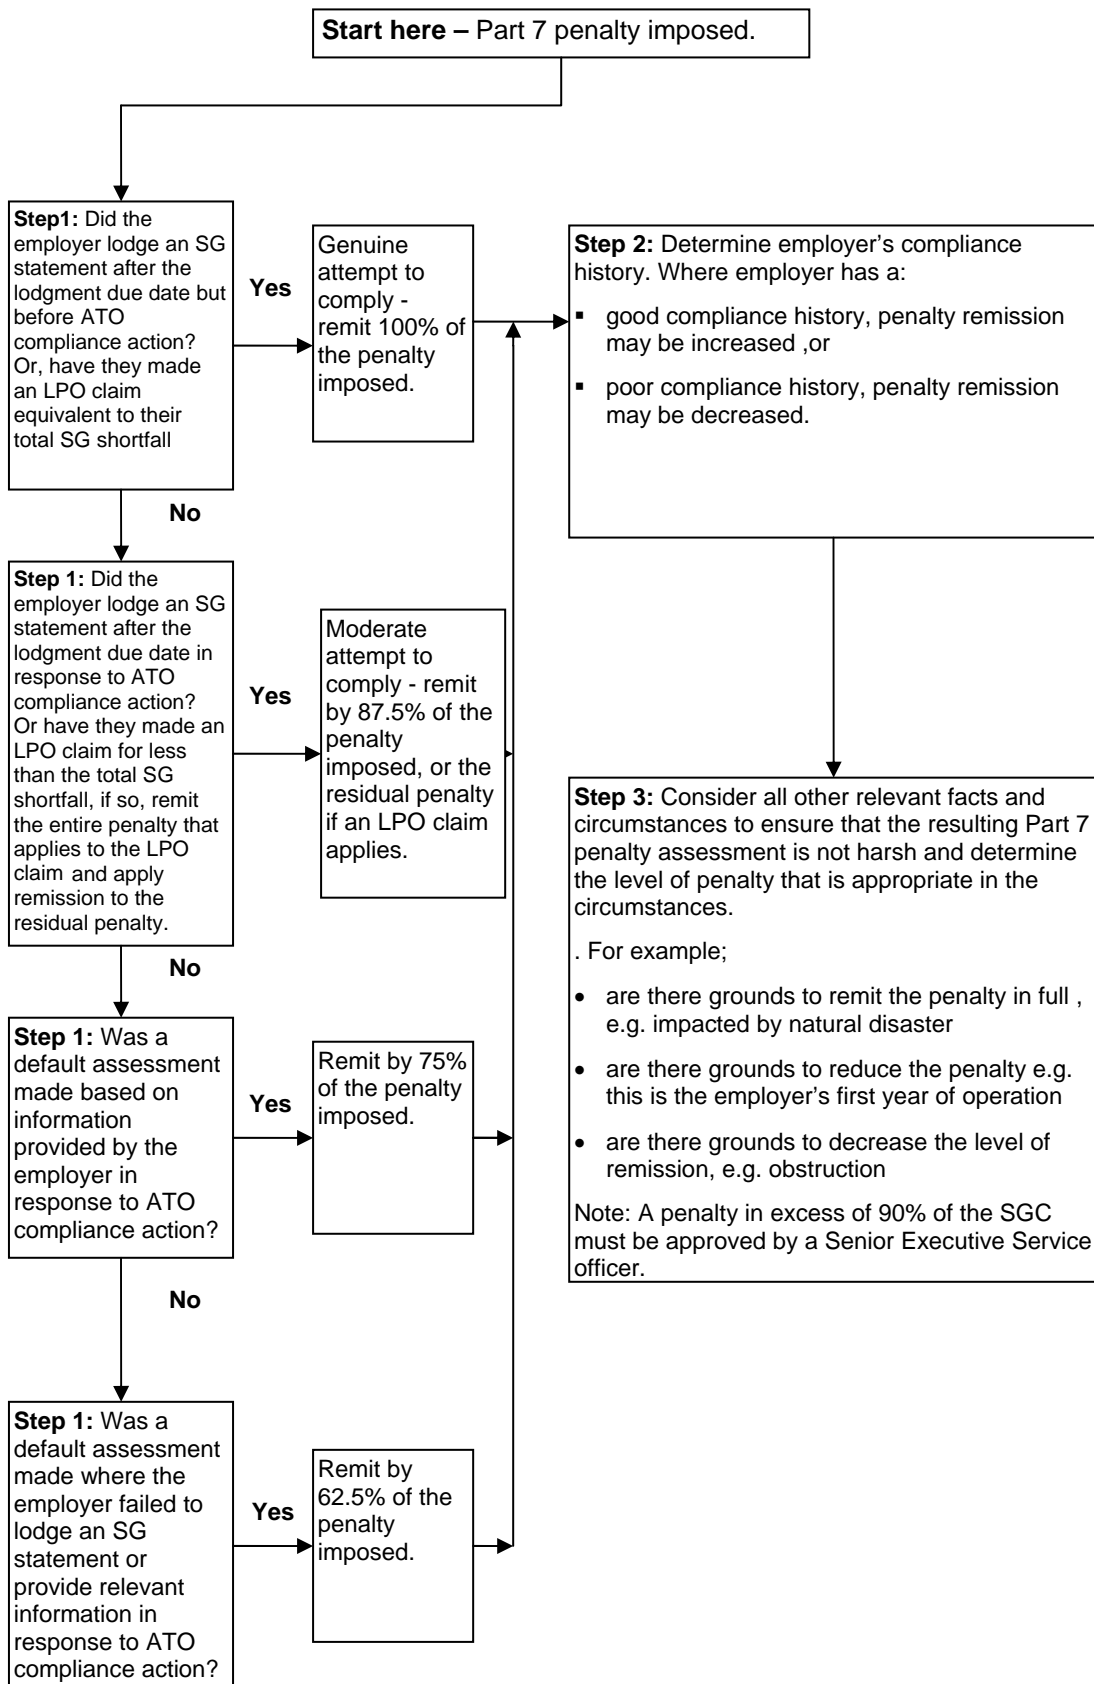 Start here – Part 7 penalty imposed.
Step1: Did the
employer lodge an SG
statement after the
lodgment due date but
before ATO
compliance action?
Or, have they made
an LPO claim
equivalent to their
total SG shortfall
Yes
Genuine
attempt to
comply -
remit 100% of
the penalty
imposed.
Step 2: Determine employer’s compliance
history. Where employer has a:
▪ good compliance history, penalty remission
may be increased ,or
▪ poor compliance history, penalty remission
may be decreased.
No
Step 1: Did the
employer lodge an SG
statement after the
lodgment due date in
response to ATO
compliance action?
Or have they made an
LPO claim for less
than the total SG
shortfall, if so, remit
the entire penalty that
applies to the LPO
claim and apply
remission to the
residual penalty.
Yes
Moderate
attempt to
comply - remit
by 87.5% of the
penalty
imposed, or the
residual penalty
if an LPO claim
applies.
Step 3: Consider all other relevant facts and
circumstances to ensure that the resulting Part 7
penalty assessment is not harsh and determine
the level of penalty that is appropriate in the
circumstances.
. For example;
• are there grounds to remit the penalty in full ,
e.g. impacted by natural disaster
• are there grounds to reduce the penalty e.g.
this is the employer’s first year of operation
• are there grounds to decrease the level of
remission, e.g. obstruction
Note: A penalty in excess of 90% of the SGC
must be approved by a Senior Executive Service
officer.
No
Step 1: Was a
default assessment
made based on
information
provided by the
employer in
response to ATO
compliance action?
Yes
Remit by 75%
of the penalty
imposed.
No
Step 1: Was a
default assessment
made where the
employer failed to
lodge an SG
statement or
provide relevant
information in
response to ATO
compliance action?
Yes
Remit by
62.5% of the
penalty
imposed.